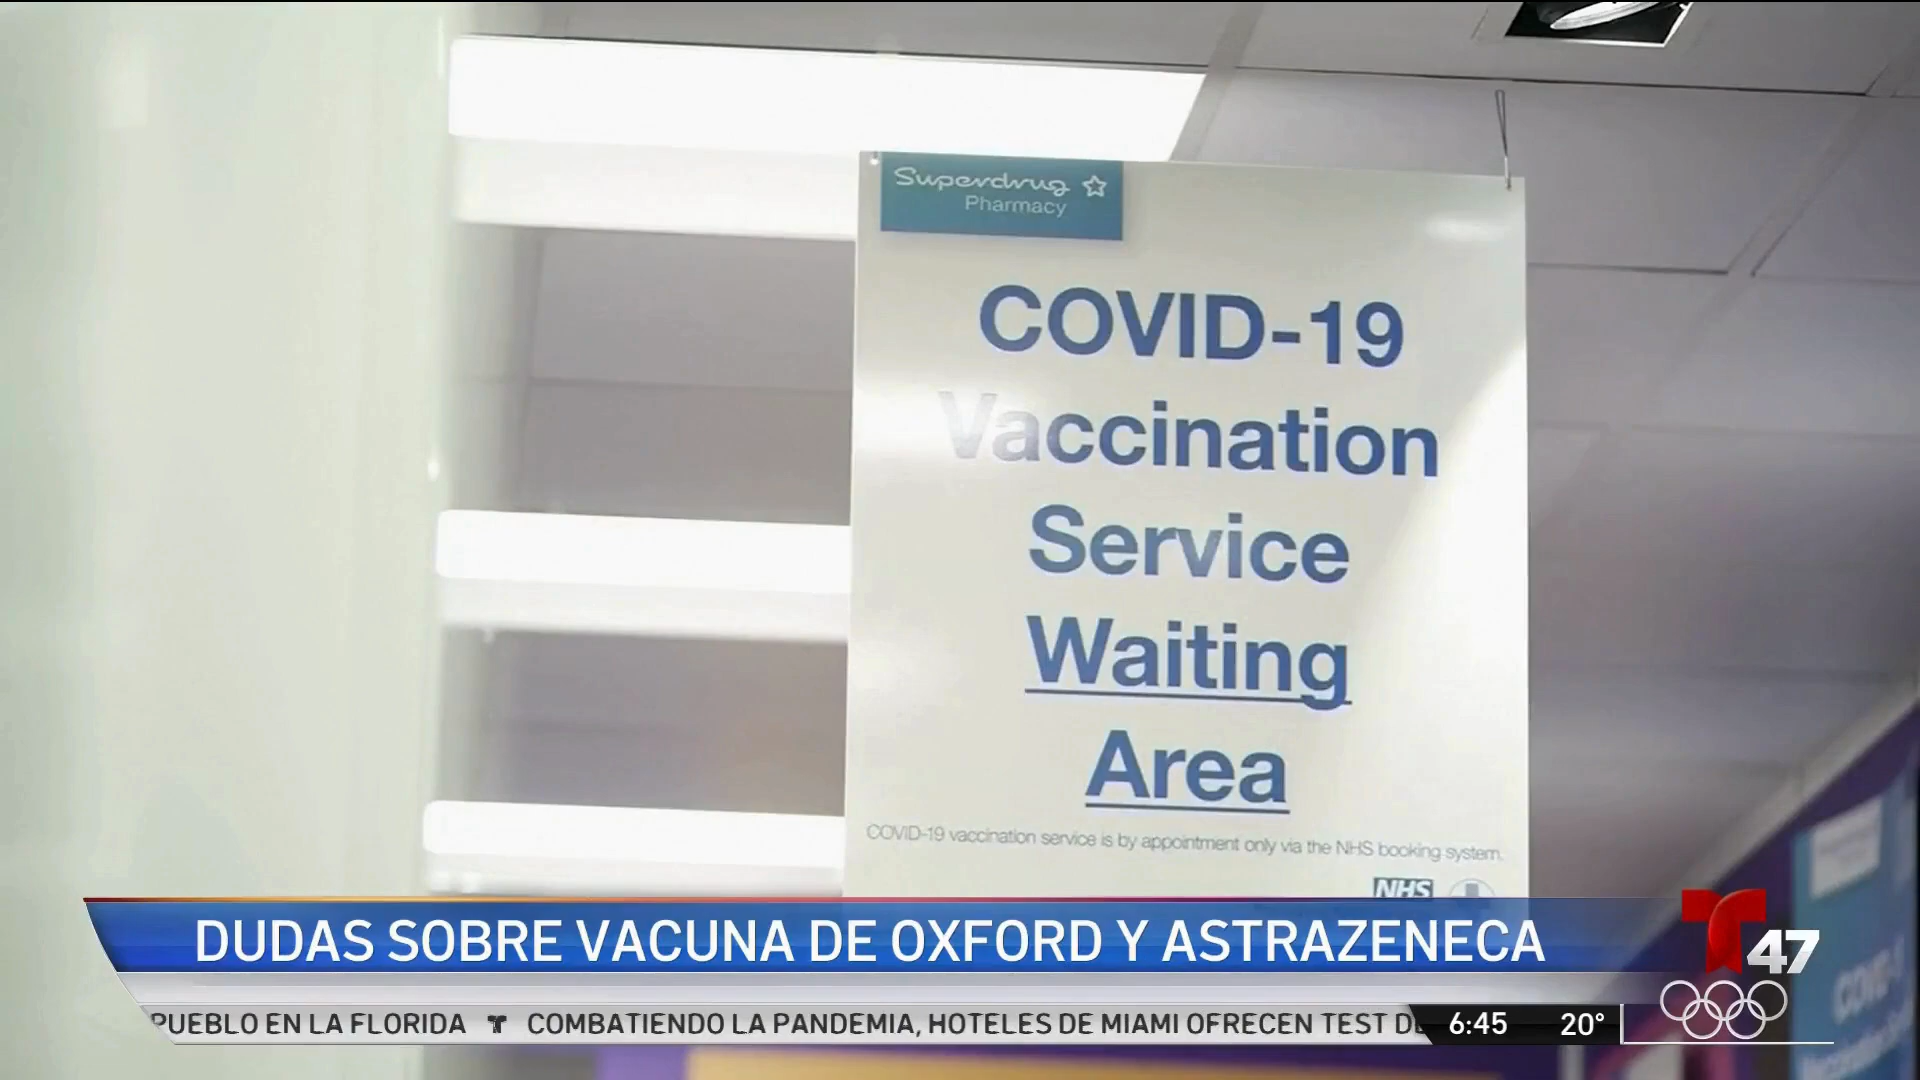 Superdrug
Pharmacy
COVID-19
Vaccination
Service
Waiting
Area
COVID-19 vaccination service is by appointment only via the NHS booking system.
NHS
DUDAS SOBRE VACUNA DE OXFORD Y ASTRAZENECA
T 47
PUEBLO EN LA FLORIDA T COMBATIENDO LA PANDEMIA, HOTELES DE MIAMI OFRECEN TEST
6:45 20°